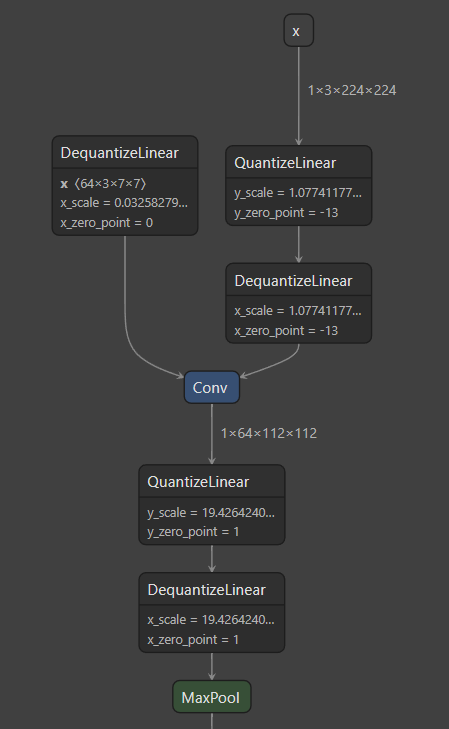 x
1×3×224×224
DequantizeLinear
x 〈64×3×7×7〉
x_scale = 0.03258279...
x_zero_point = 0
QuantizeLinear
y_scale = 1.07741177...
y_zero_point = -13
DequantizeLinear
x_scale = 1.07741177...
x_zero_point = -13
Conv
1×64×112×112
QuantizeLinear
y_scale = 19.4264240...
y_zero_point = 1
DequantizeLinear
x_scale = 19.4264240...
x_zero_point = 1
MaxPool